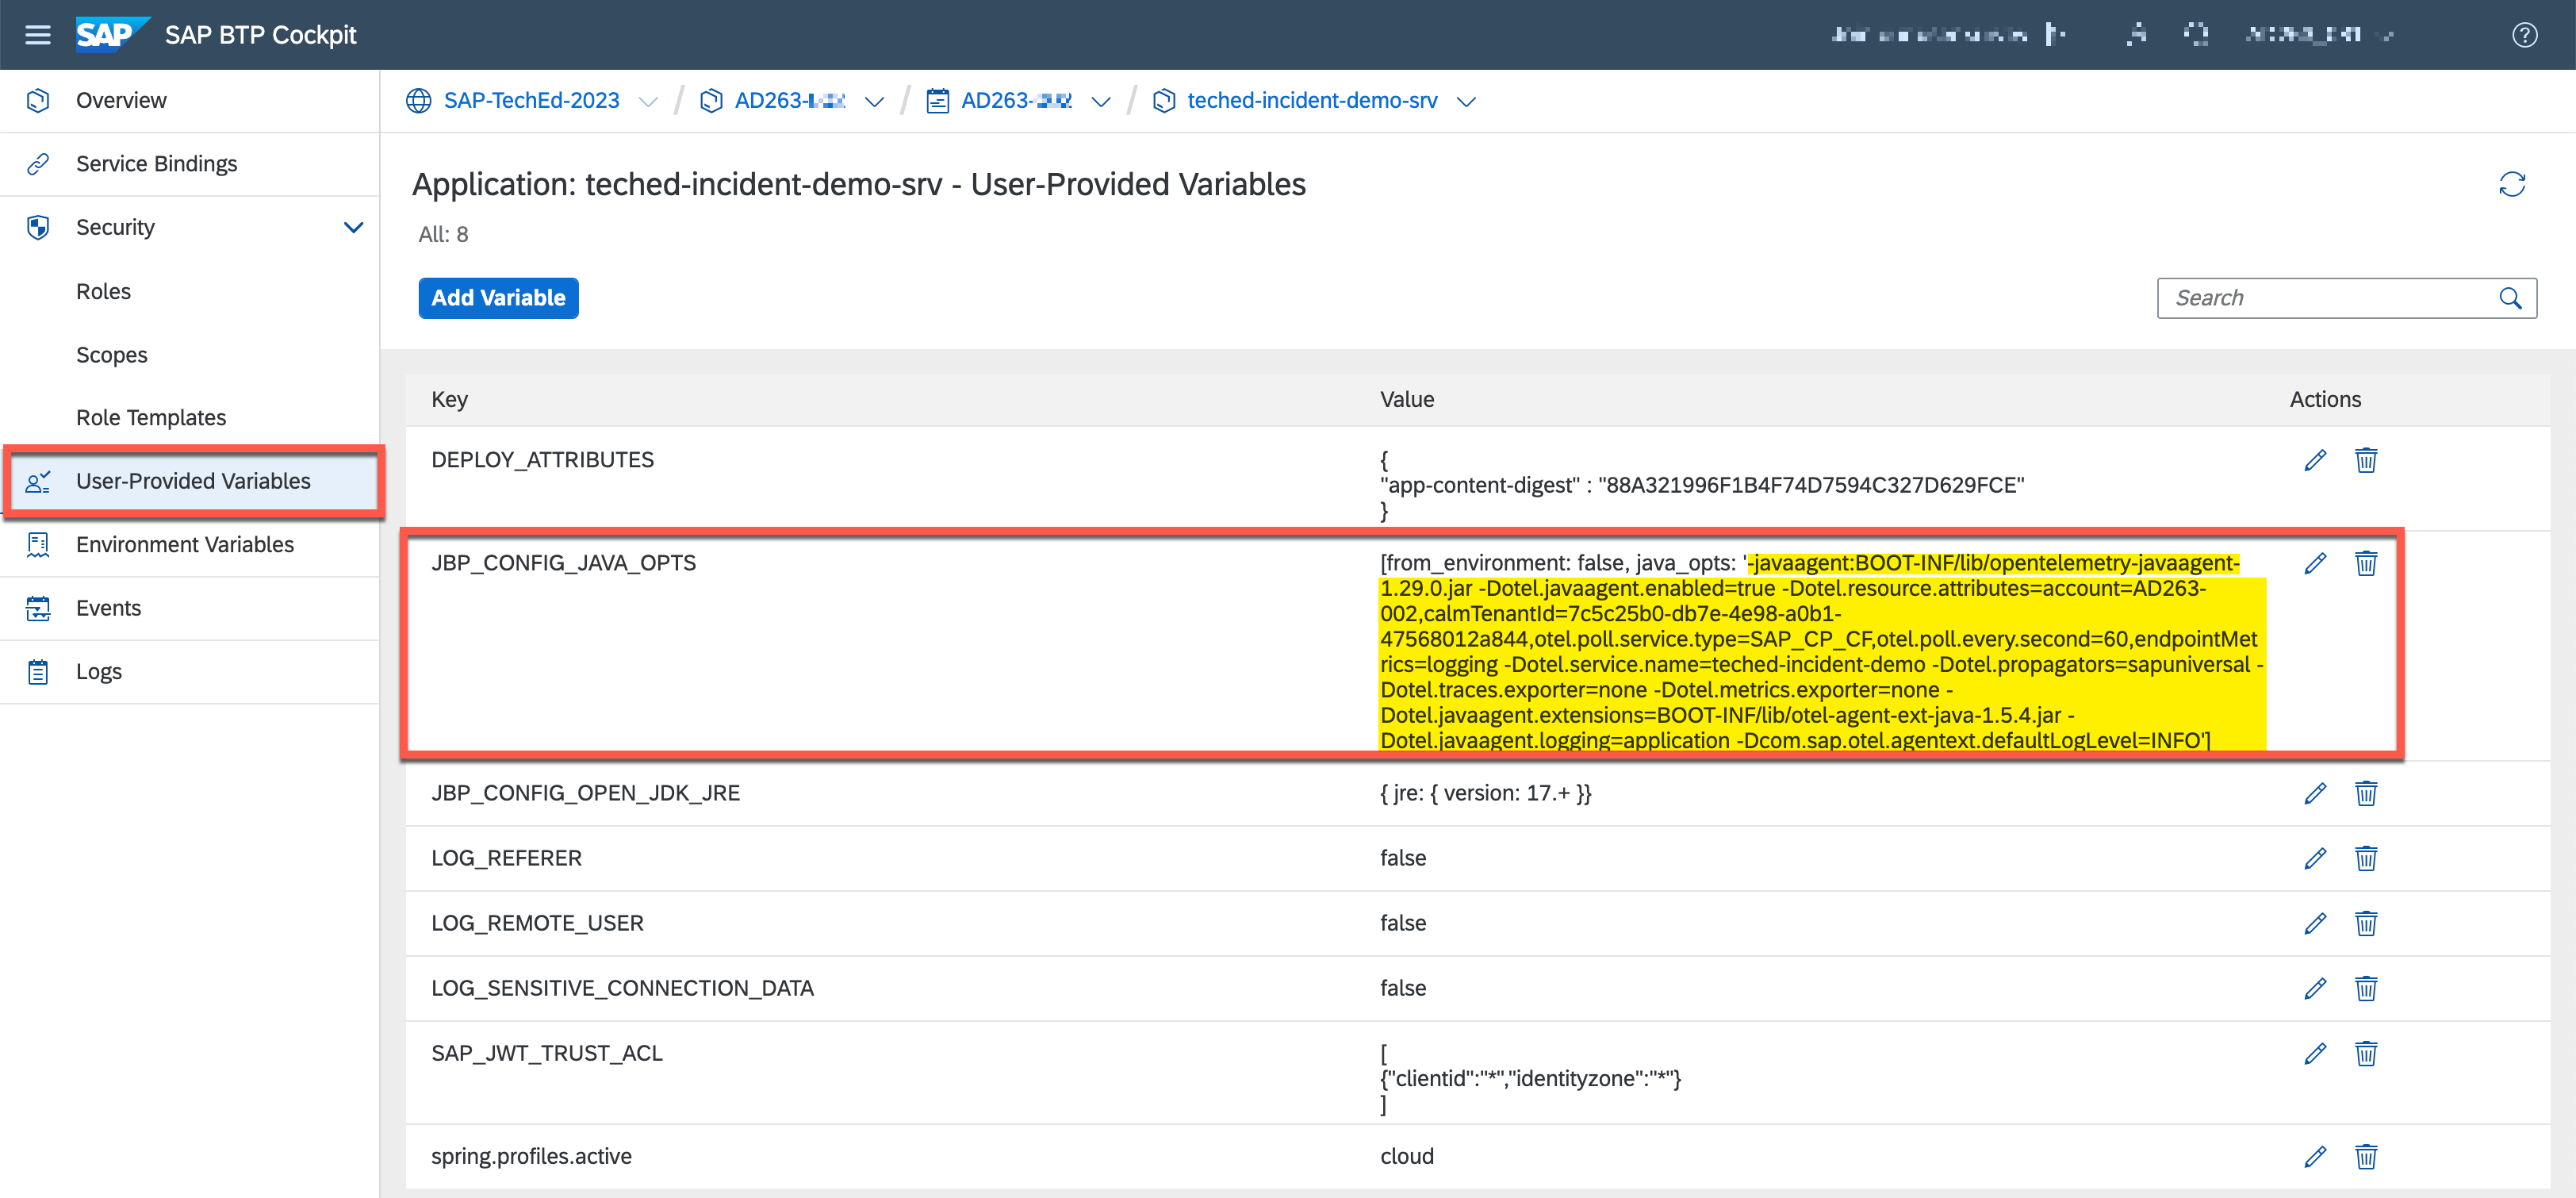 SAP SAP BTP Cockpit
Overview
Service Bindings
Security
Roles
Scopes
Role Templates
User-Provided Variables
Environment Variables
Events
Logs
SAP-TechEd-2023 / AD263- / AD263- / teched-incident-demo-srv
Application: teched-incident-demo-srv - User-Provided Variables
All: 8
Add Variable
Search
Key Value Actions
DEPLOY_ATTRIBUTES
{
"app-content-digest" : "88A321996F1B4F74D7594C327D629FCE"
}
JBP_CONFIG_JAVA_OPTS
[from_environment: false, java_opts: '-javaagent:BOOT-INF/lib/opentelemetry-javaagent-
1.29.0.jar -Dotel.javaagent.enabled=true -Dotel.resource.attributes=account=AD263-
002,calmTenantId=7c5c25b0-db7e-4e98-a0b1-
47568012a844,otel.poll.service.type=SAP_CP_CF,otel.poll.every.second=60,endpointMet
rics=logging -Dotel.service.name=teched-incident-demo -Dotel.propagators=sapuniversal -
Dotel.traces.exporter=none -Dotel.metrics.exporter=none -
Dotel.javaagent.extensions=BOOT-INF/lib/otel-agent-ext-java-1.5.4.jar -
Dotel.javaagent.logging=application -Dcom.sap.otel.agentext.defaultLogLevel=INFO']
JBP_CONFIG_OPEN_JDK_JRE { jre: { version: 17.+ }}
LOG_REFERER false
LOG_REMOTE_USER false
LOG_SENSITIVE_CONNECTION_DATA false
SAP_JWT_TRUST_ACL
[
{"clientid":"*","identityzone":"*"}
]
spring.profiles.active cloud